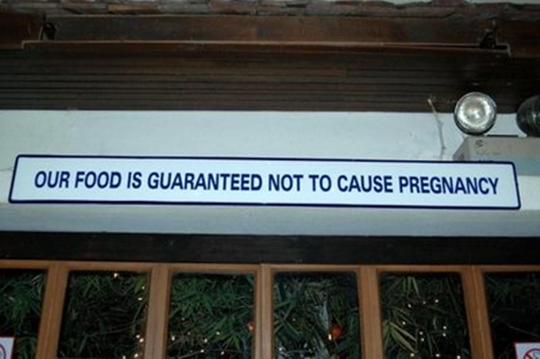 OUR FOOD IS GUARANTEED NOT TO CAUSE PREGNANCY